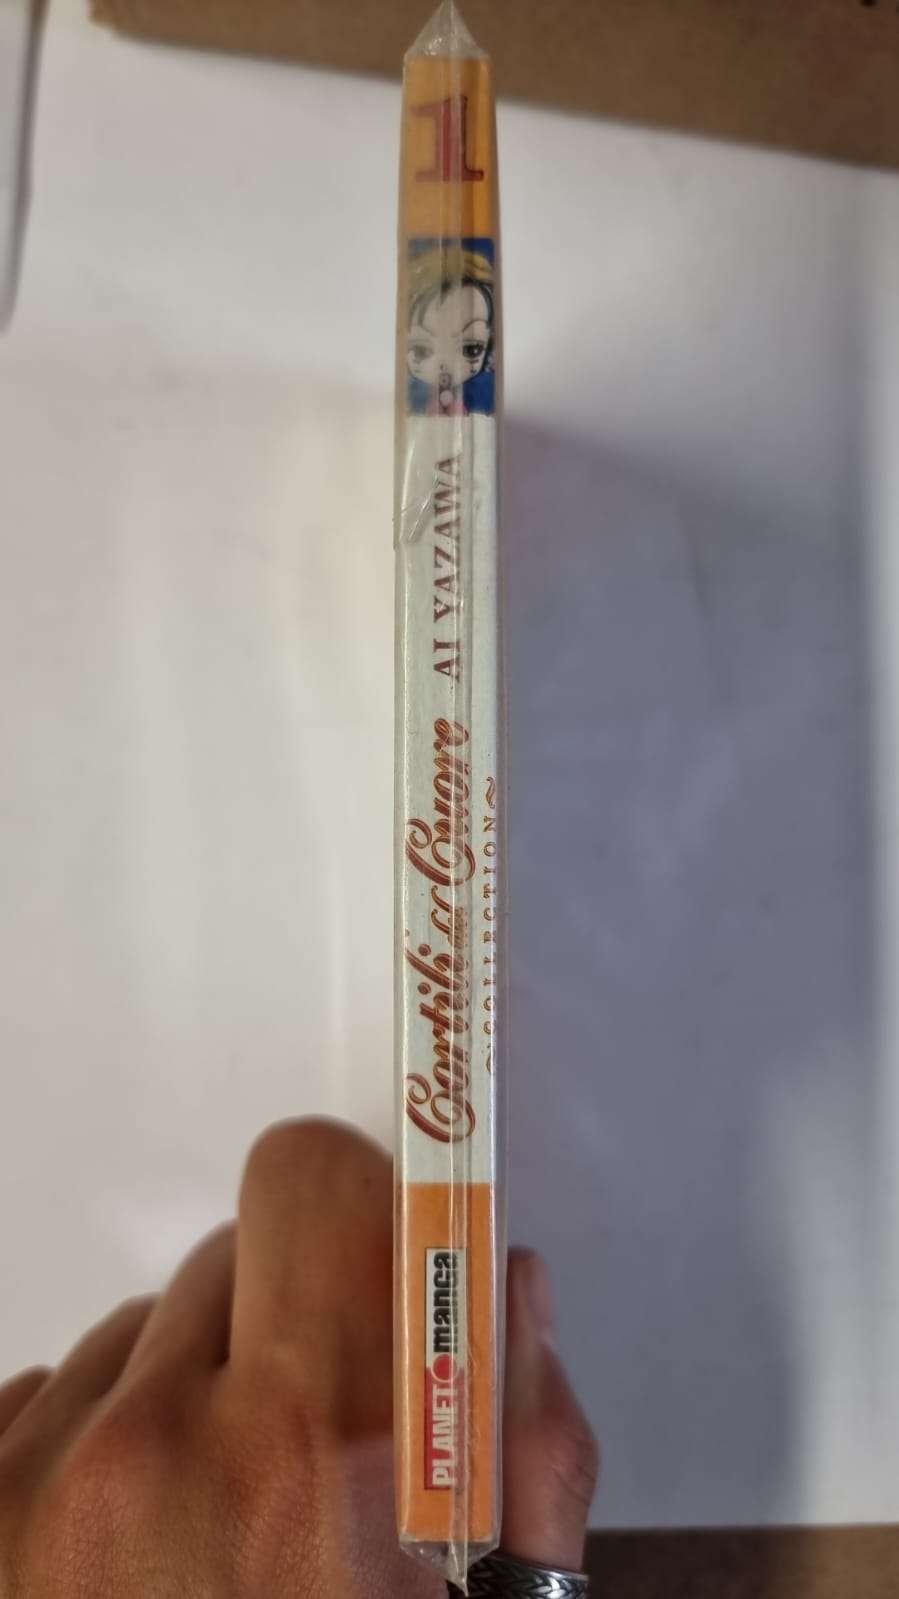 1
AI YAZAWA
Cortili del Cuore
COLLECTION
PLANET manga